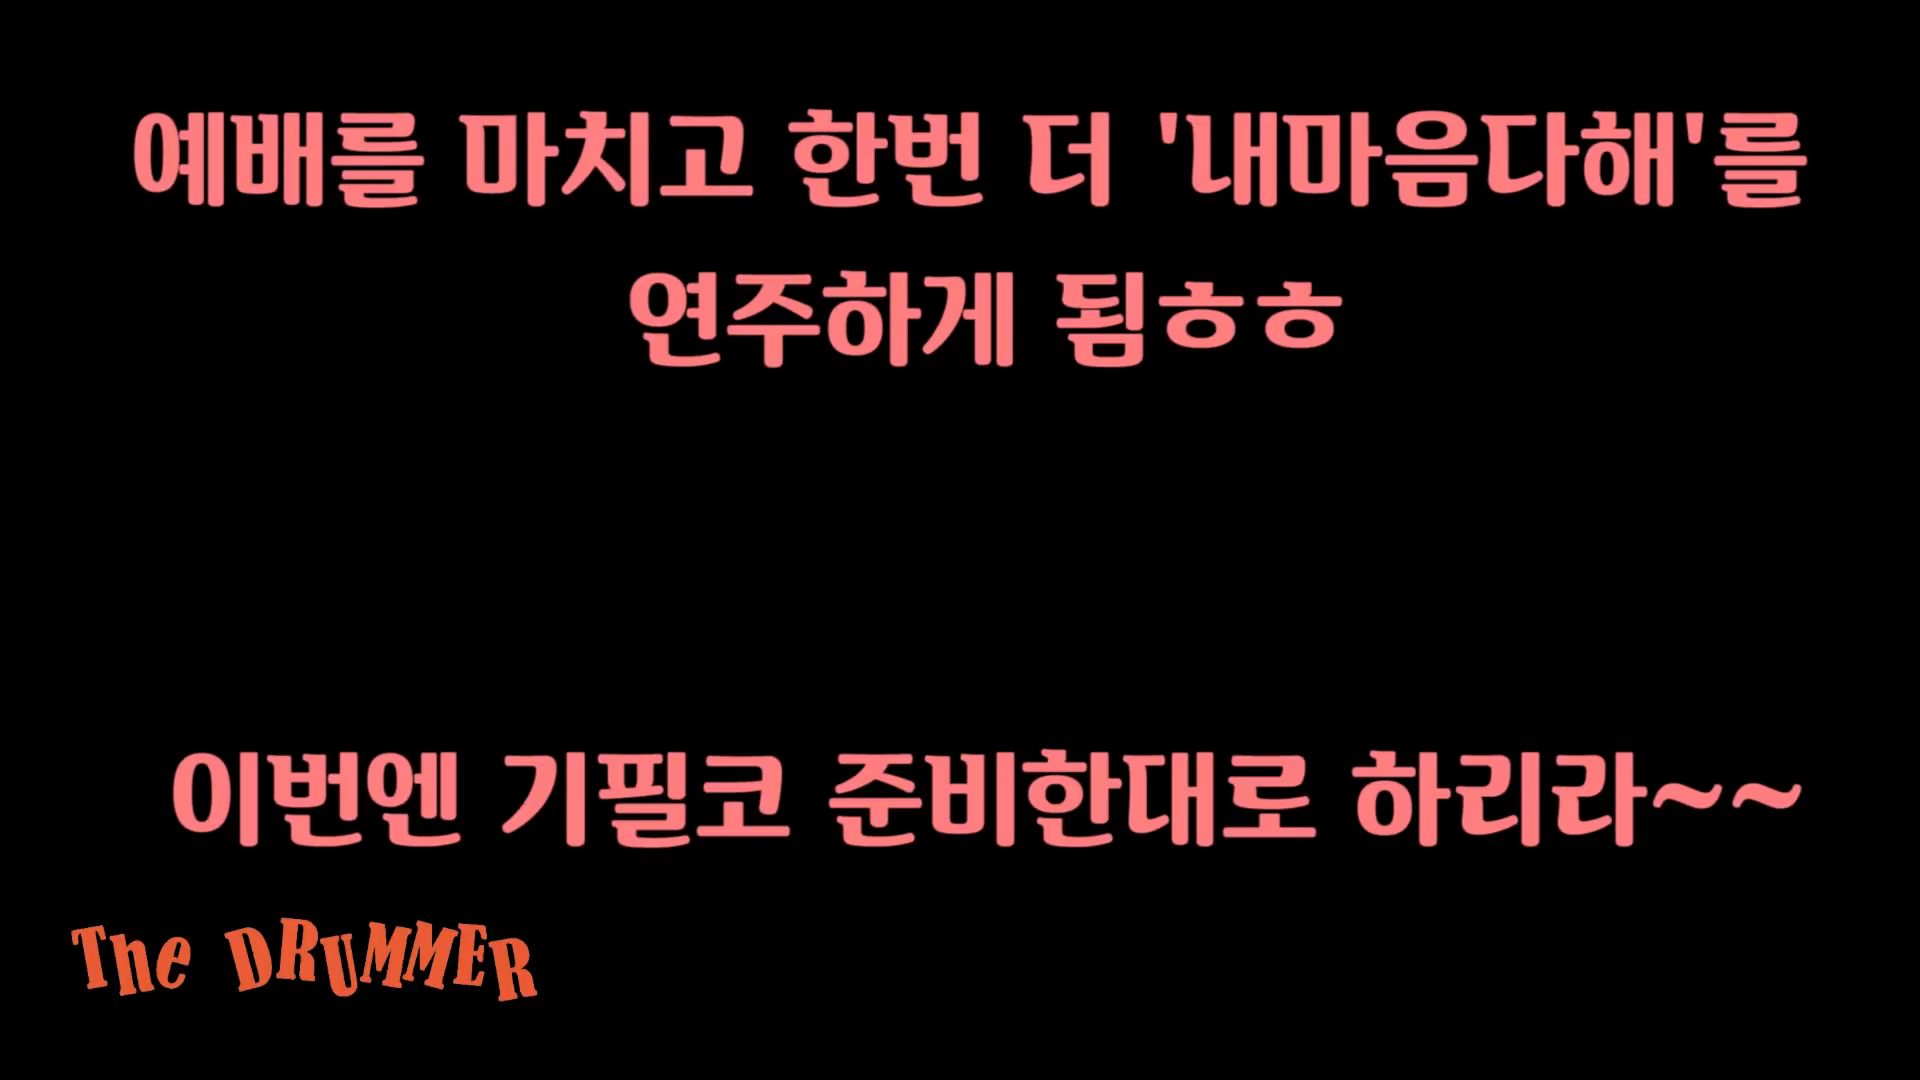 예배를 마치고 한번 더 '내마음다해'를
연주하게 됨ㅎㅎ
이번엔 기필코 준비한대로 하리라~~
The DRUMMER